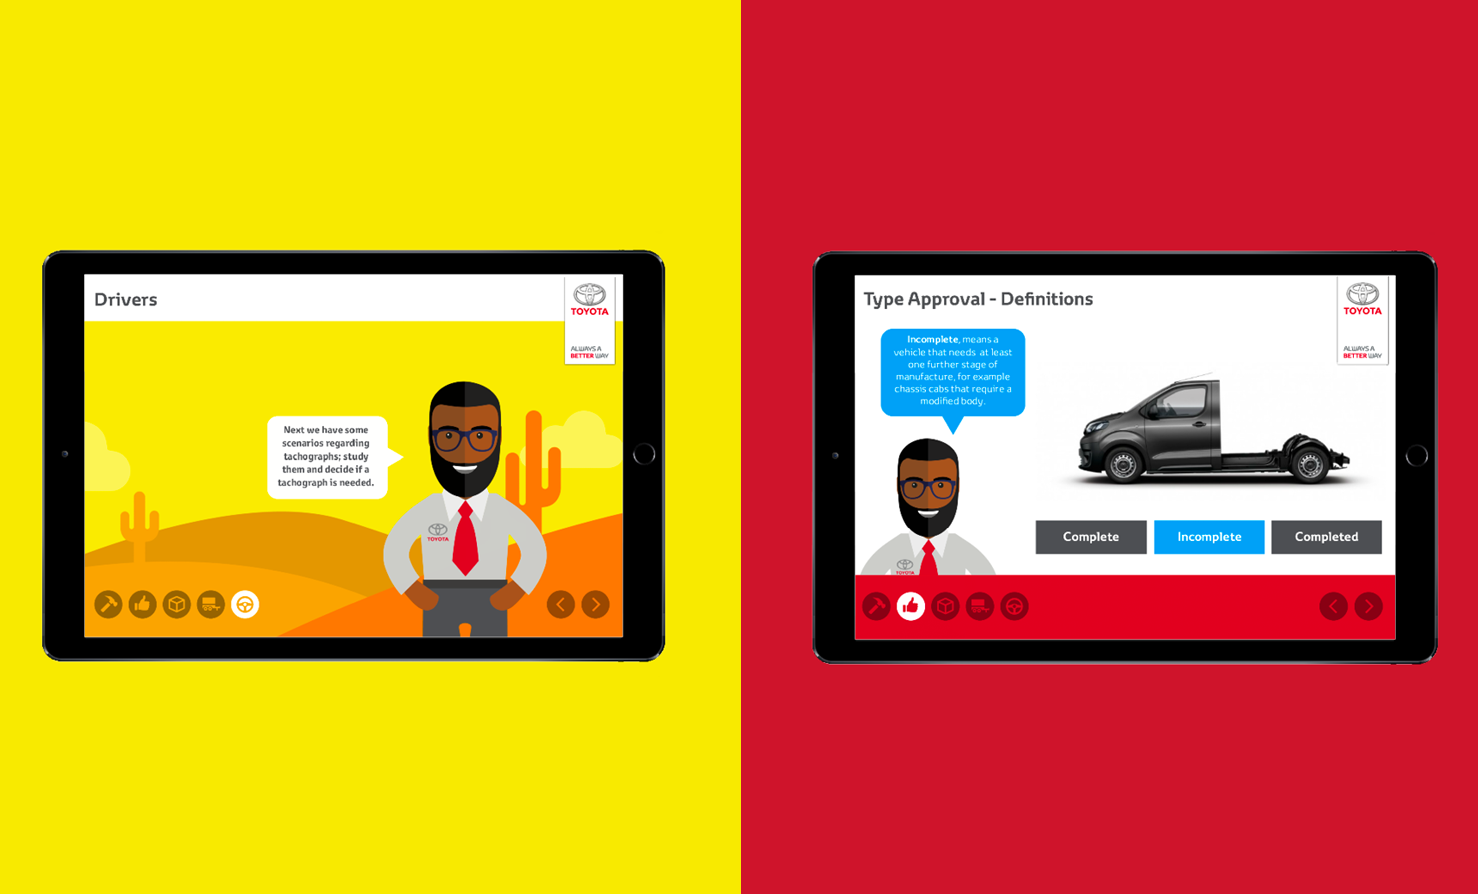 Drivers
TOYOTA
ALWAYS A
BETTER WAY
Next we have some
scenarios regarding
tachographs; study
them and decide if a
tachograph is needed.
TOYOTA
Type Approval - Definitions
TOYOTA
ALWAYS A
BETTER WAY
Incomplete, means a
vehicle that needs at least
one further stage of
manufacture, for example
chassis cabs that require a
modified body.
TOYOTA
Complete
Incomplete
Completed